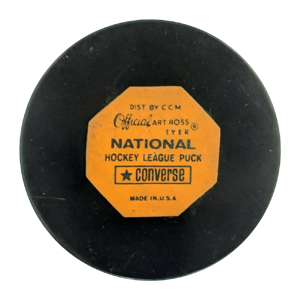 DIST BY C.C.M
Official ART ROSS
TYER ®
NATIONAL
HOCKEY LEAGUE PUCK
★ converse
MADE IN U.S.A.